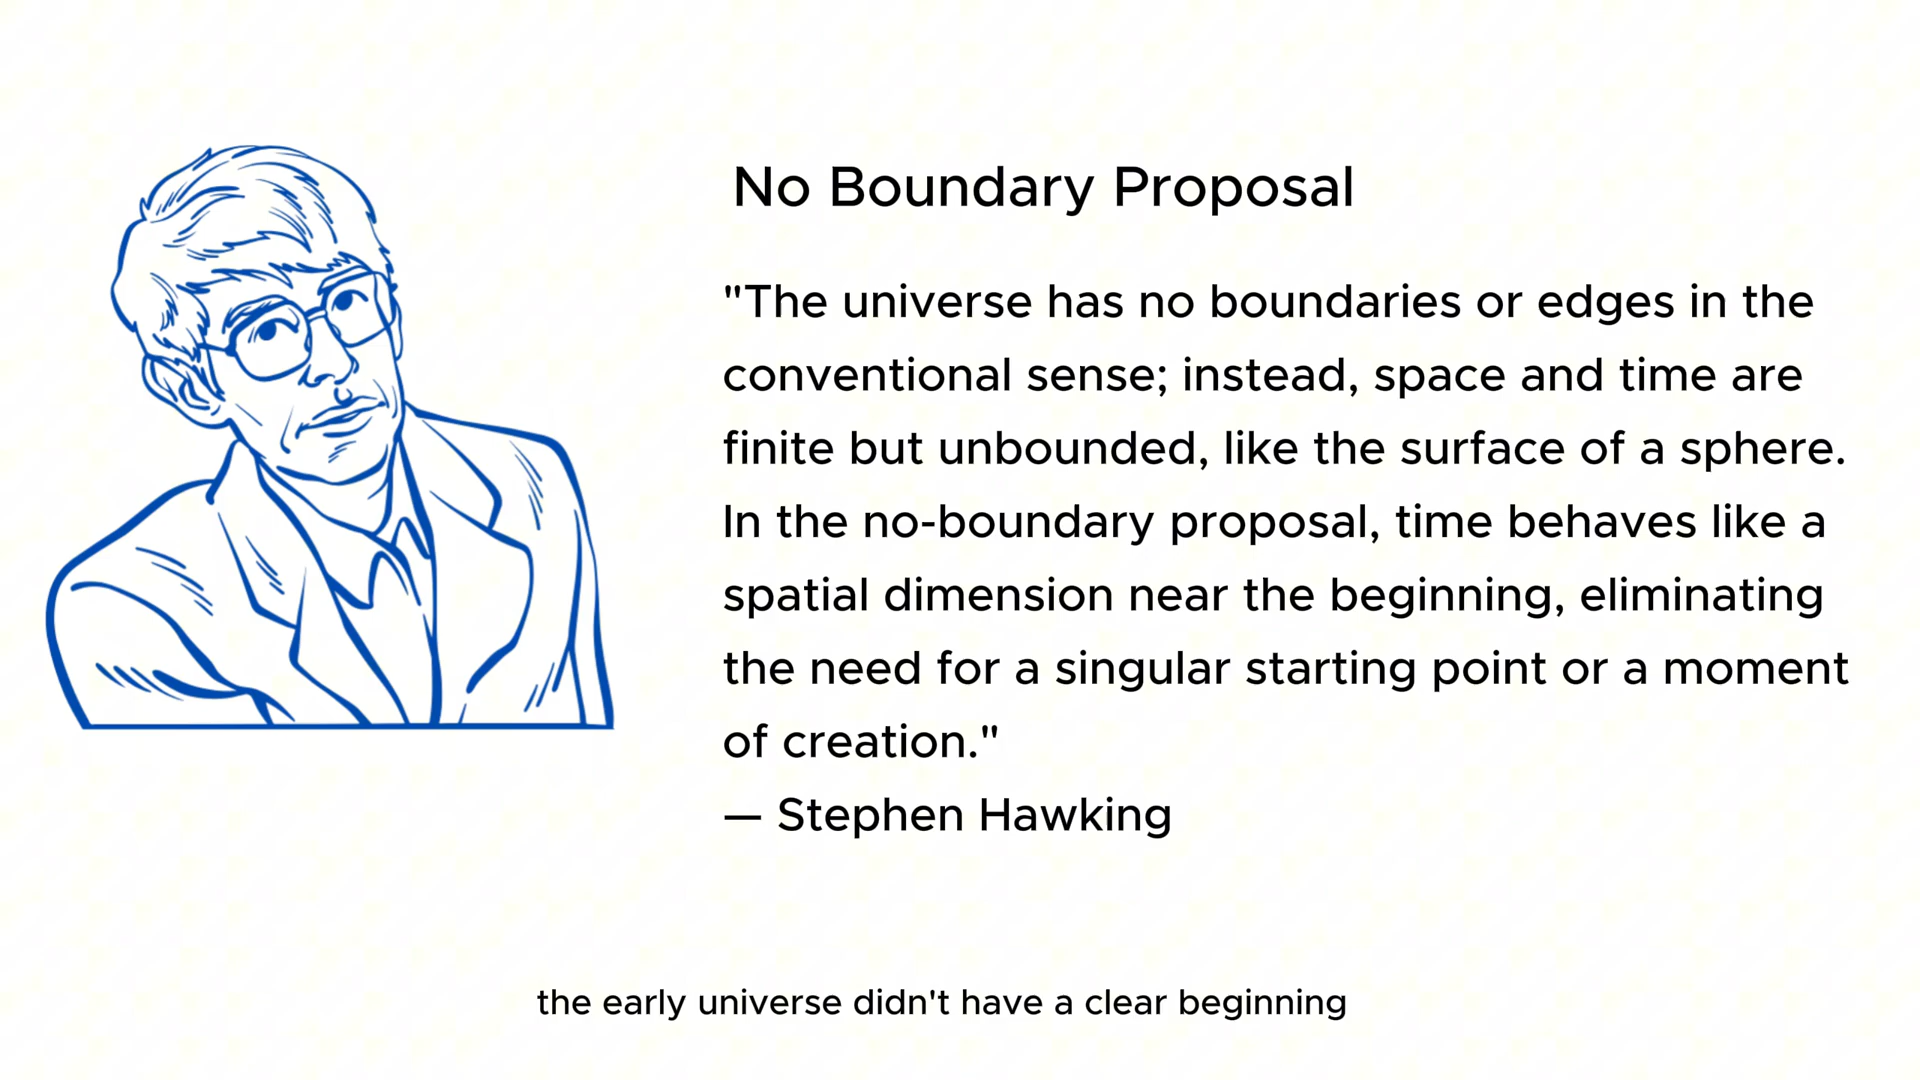 No Boundary Proposal
"The universe has no boundaries or edges in the
conventional sense; instead, space and time are
finite but unbounded, like the surface of a sphere.
In the no-boundary proposal, time behaves like a
spatial dimension near the beginning, eliminating
the need for a singular starting point or a moment
of creation."
— Stephen Hawking
the early universe didn't have a clear beginning